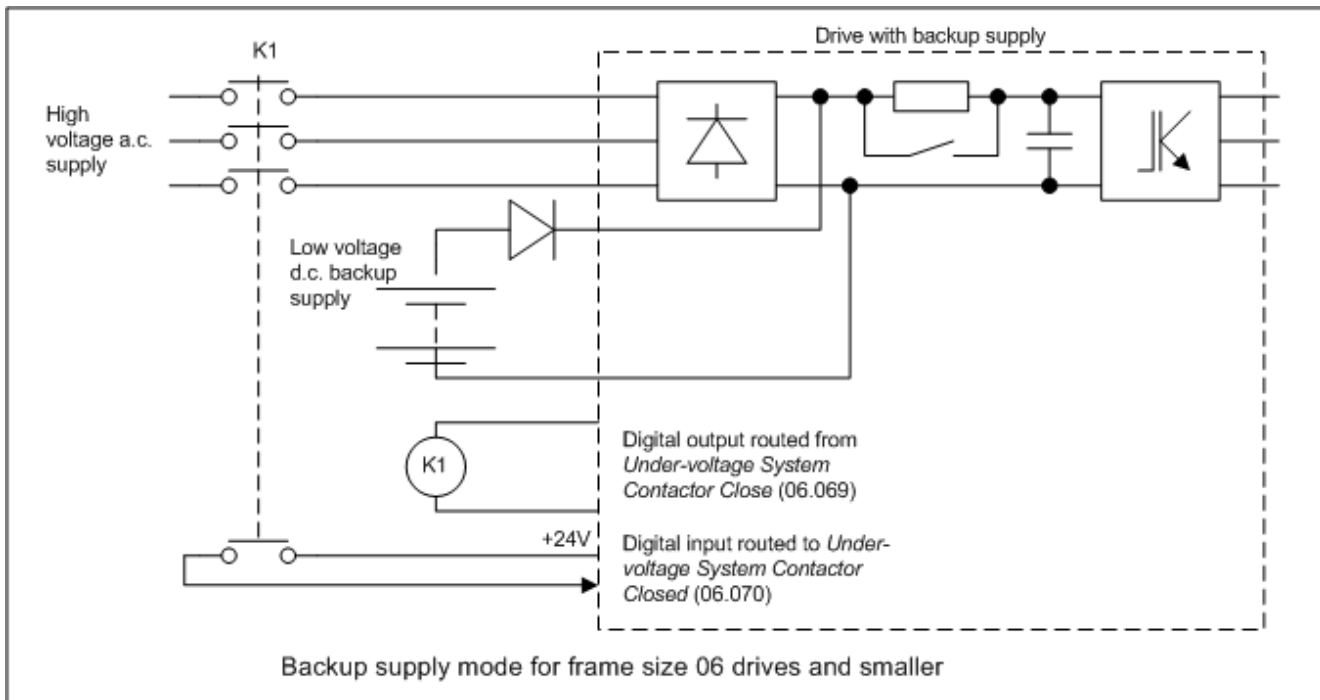 Drive with backup supply
K1
High
voltage a.c.
supply
Low voltage
d.c. backup
supply
K1
Digital output routed from
Under-voltage System
Contactor Close (06.069)
+24V
Digital input routed to Under-
voltage System Contactor
Closed (06.070)
Backup supply mode for frame size 06 drives and smaller